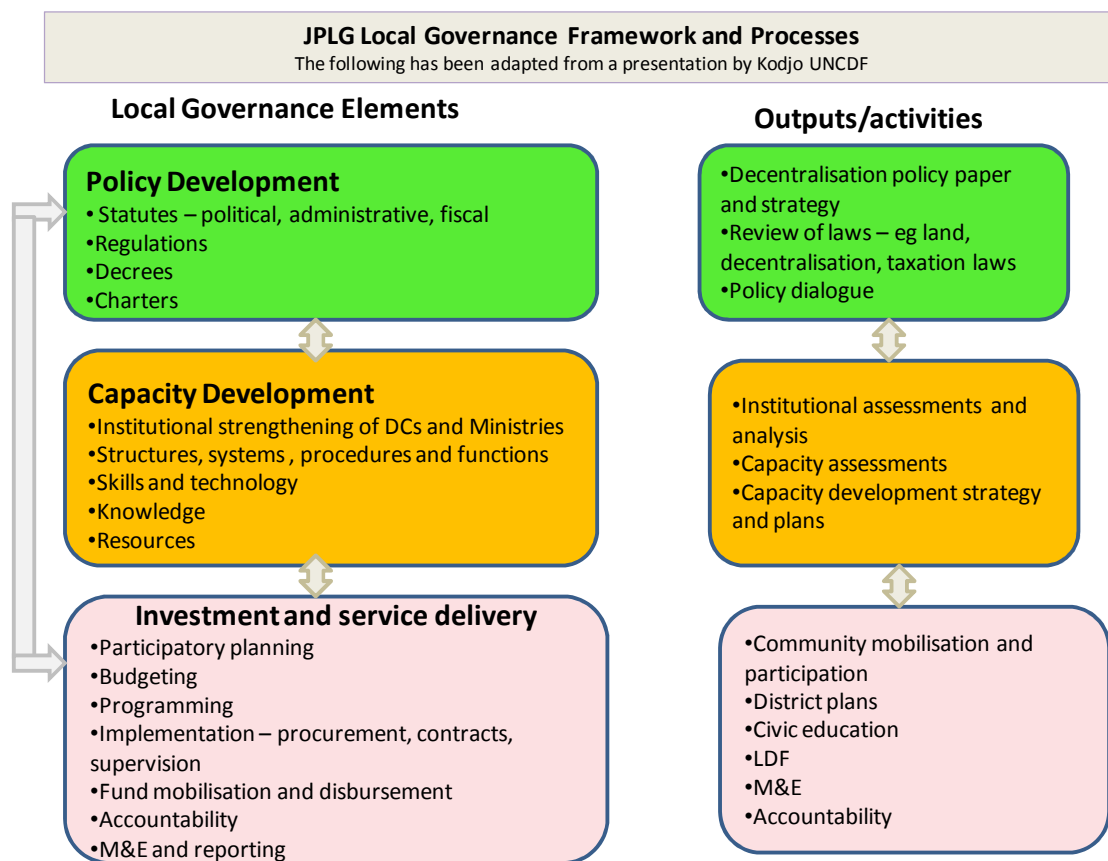 JPLG Local Governance Framework and Processes
The following has been adapted from a presentation by Kodjo UNCDF
Local Governance Elements
Policy Development
• Statutes – political, administrative, fiscal
•Regulations
•Decrees
•Charters
Capacity Development
•Institutional strengthening of DCs and Ministries
•Structures, systems , procedures and functions
•Skills and technology
•Knowledge
•Resources
Investment and service delivery
•Participatory planning
•Budgeting
•Programming
•Implementation – procurement, contracts,
supervision
•Fund mobilisation and disbursement
•Accountability
•M&E and reporting
Outputs/activities
•Decentralisation policy paper
and strategy
•Review of laws – eg land,
decentralisation, taxation laws
•Policy dialogue
•Institutional assessments and
analysis
•Capacity assessments
•Capacity development strategy
and plans
•Community mobilisation and
participation
•District plans
•Civic education
•LDF
•M&E
•Accountability